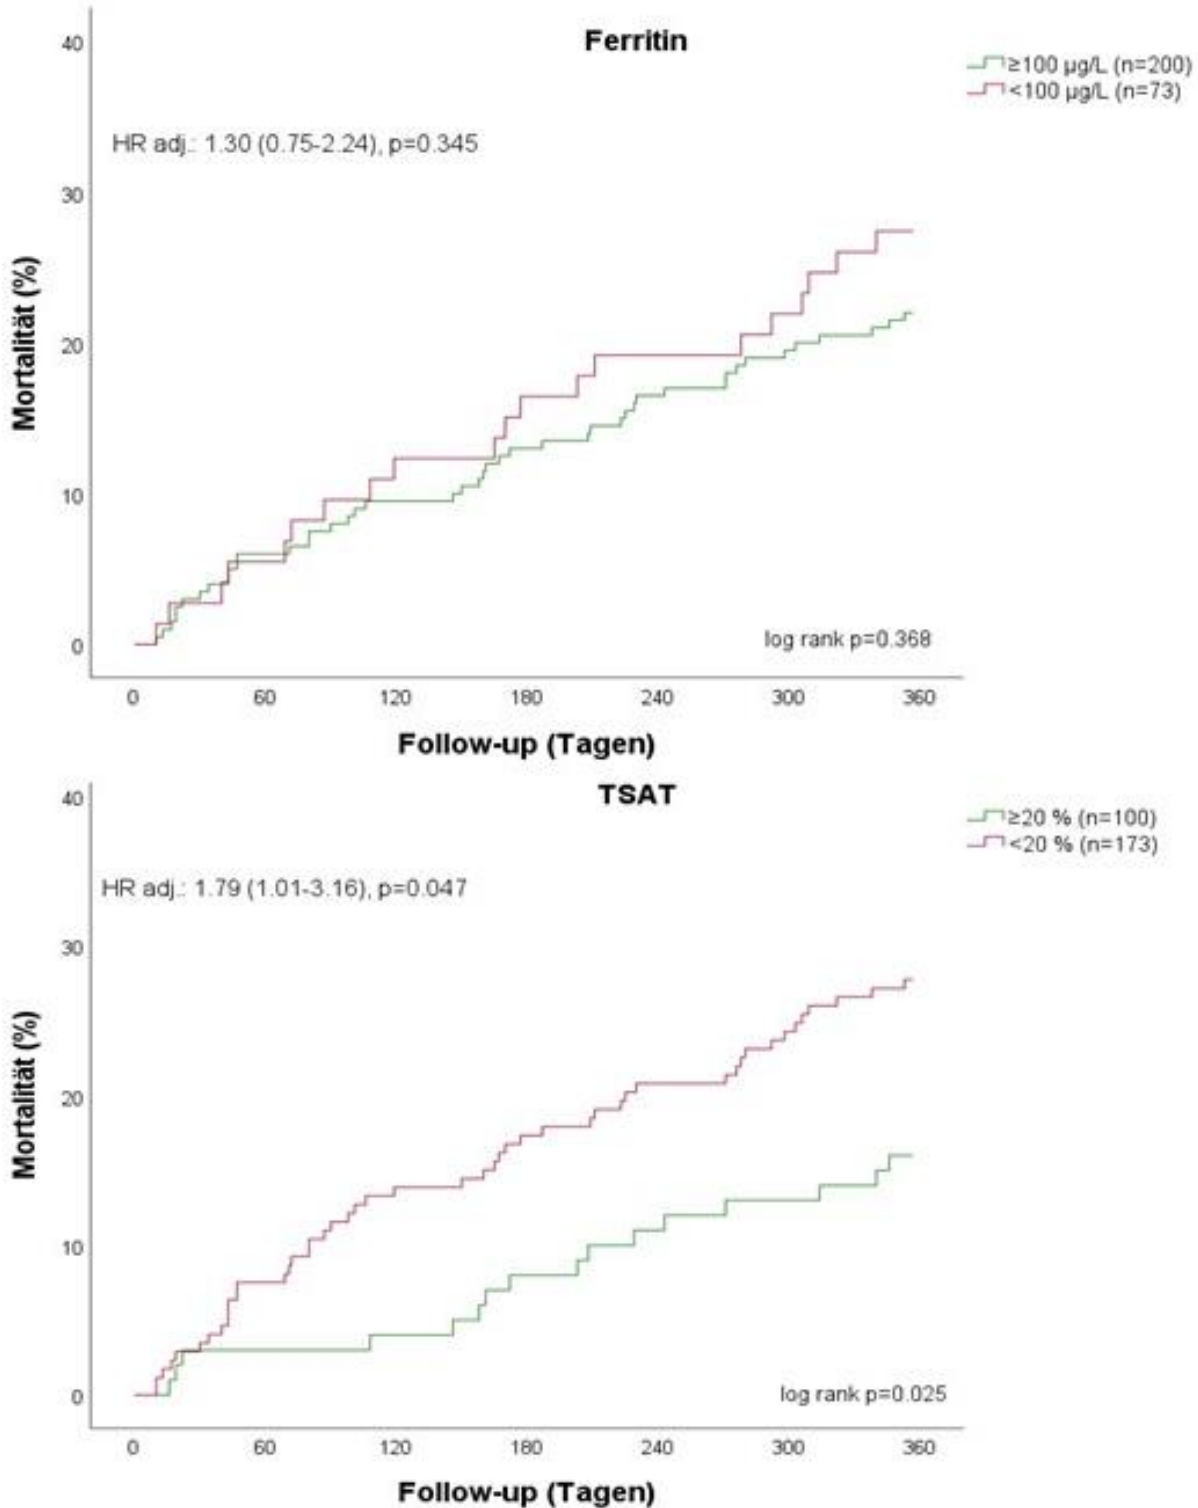 Ferritin
≥100 µg/L (n=200)
<100 µg/L (n=73)
HR adj.: 1.30 (0.75-2.24), p=0.345
Mortalität (%)
40
30
20
10
0
log rank p=0.368
0 60 120 180 240 300 360
Follow-up (Tagen)
TSAT
≥20 % (n=100)
<20 % (n=173)
HR adj.: 1.79 (1.01-3.16), p=0.047
Mortalität (%)
40
30
20
10
0
log rank p=0.025
0 60 120 180 240 300 360
Follow-up (Tagen)